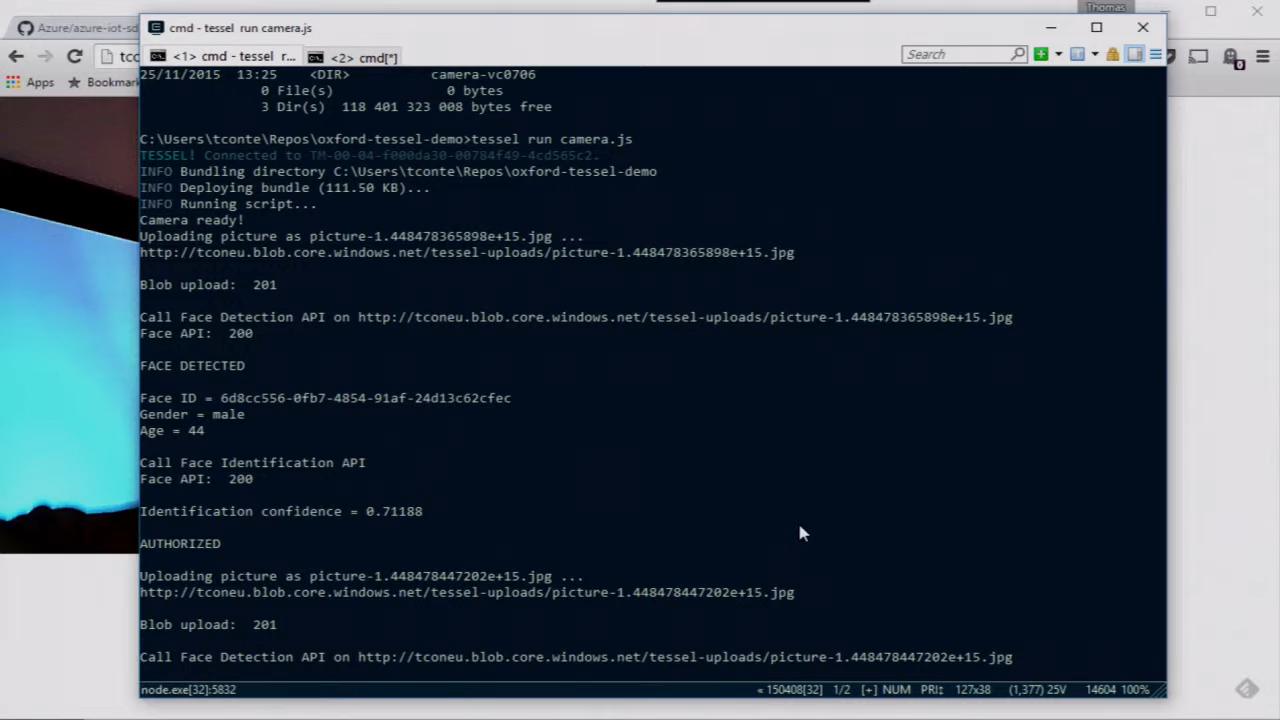 Thomas
Azure/azure-iot-sd
cmd - tessel run camera.js
tcc
<1> cmd - tessel r...
<2> cmd[*]
Search
Apps
Bookmark
25/11/2015  13:25    <DIR>          camera-vc0706
0 File(s)              0 bytes
3 Dir(s)  118 401 323 008 bytes free
C:\Users\tconte\Repos\oxford-tessel-demo>tessel run camera.js
TESSEL! Connected to TM-00-04-f000da30-00784f49-4cd565c2.
INFO Bundling directory C:\Users\tconte\Repos\oxford-tessel-demo
INFO Deploying bundle (111.50 KB)...
INFO Running script...
Camera ready!
Uploading picture as picture-1.448478365898e+15.jpg ...
http://tconeu.blob.core.windows.net/tessel-uploads/picture-1.448478365898e+15.jpg
Blob upload:  201
Call Face Detection API on http://tconeu.blob.core.windows.net/tessel-uploads/picture-1.448478365898e+15.jpg
Face API:  200
FACE DETECTED
Face ID = 6d8cc556-0fb7-4854-91af-24d13c62cfec
Gender = male
Age = 44
Call Face Identification API
Face API:  200
Identification confidence = 0.71188
AUTHORIZED
Uploading picture as picture-1.448478447202e+15.jpg ...
http://tconeu.blob.core.windows.net/tessel-uploads/picture-1.448478447202e+15.jpg
Blob upload:  201
Call Face Detection API on http://tconeu.blob.core.windows.net/tessel-uploads/picture-1.448478447202e+15.jpg
node.exe[32]:5832
« 150408[32]  1/2  [+] NUM  PRI↕  127x38  (1,377) 25V  14604 100%